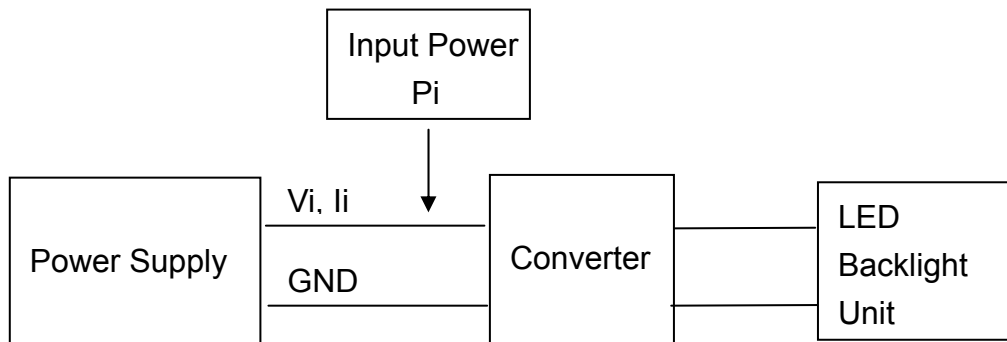 Input Power
Pi
Vi, Ii
Power Supply
GND
Converter
LED
Backlight
Unit